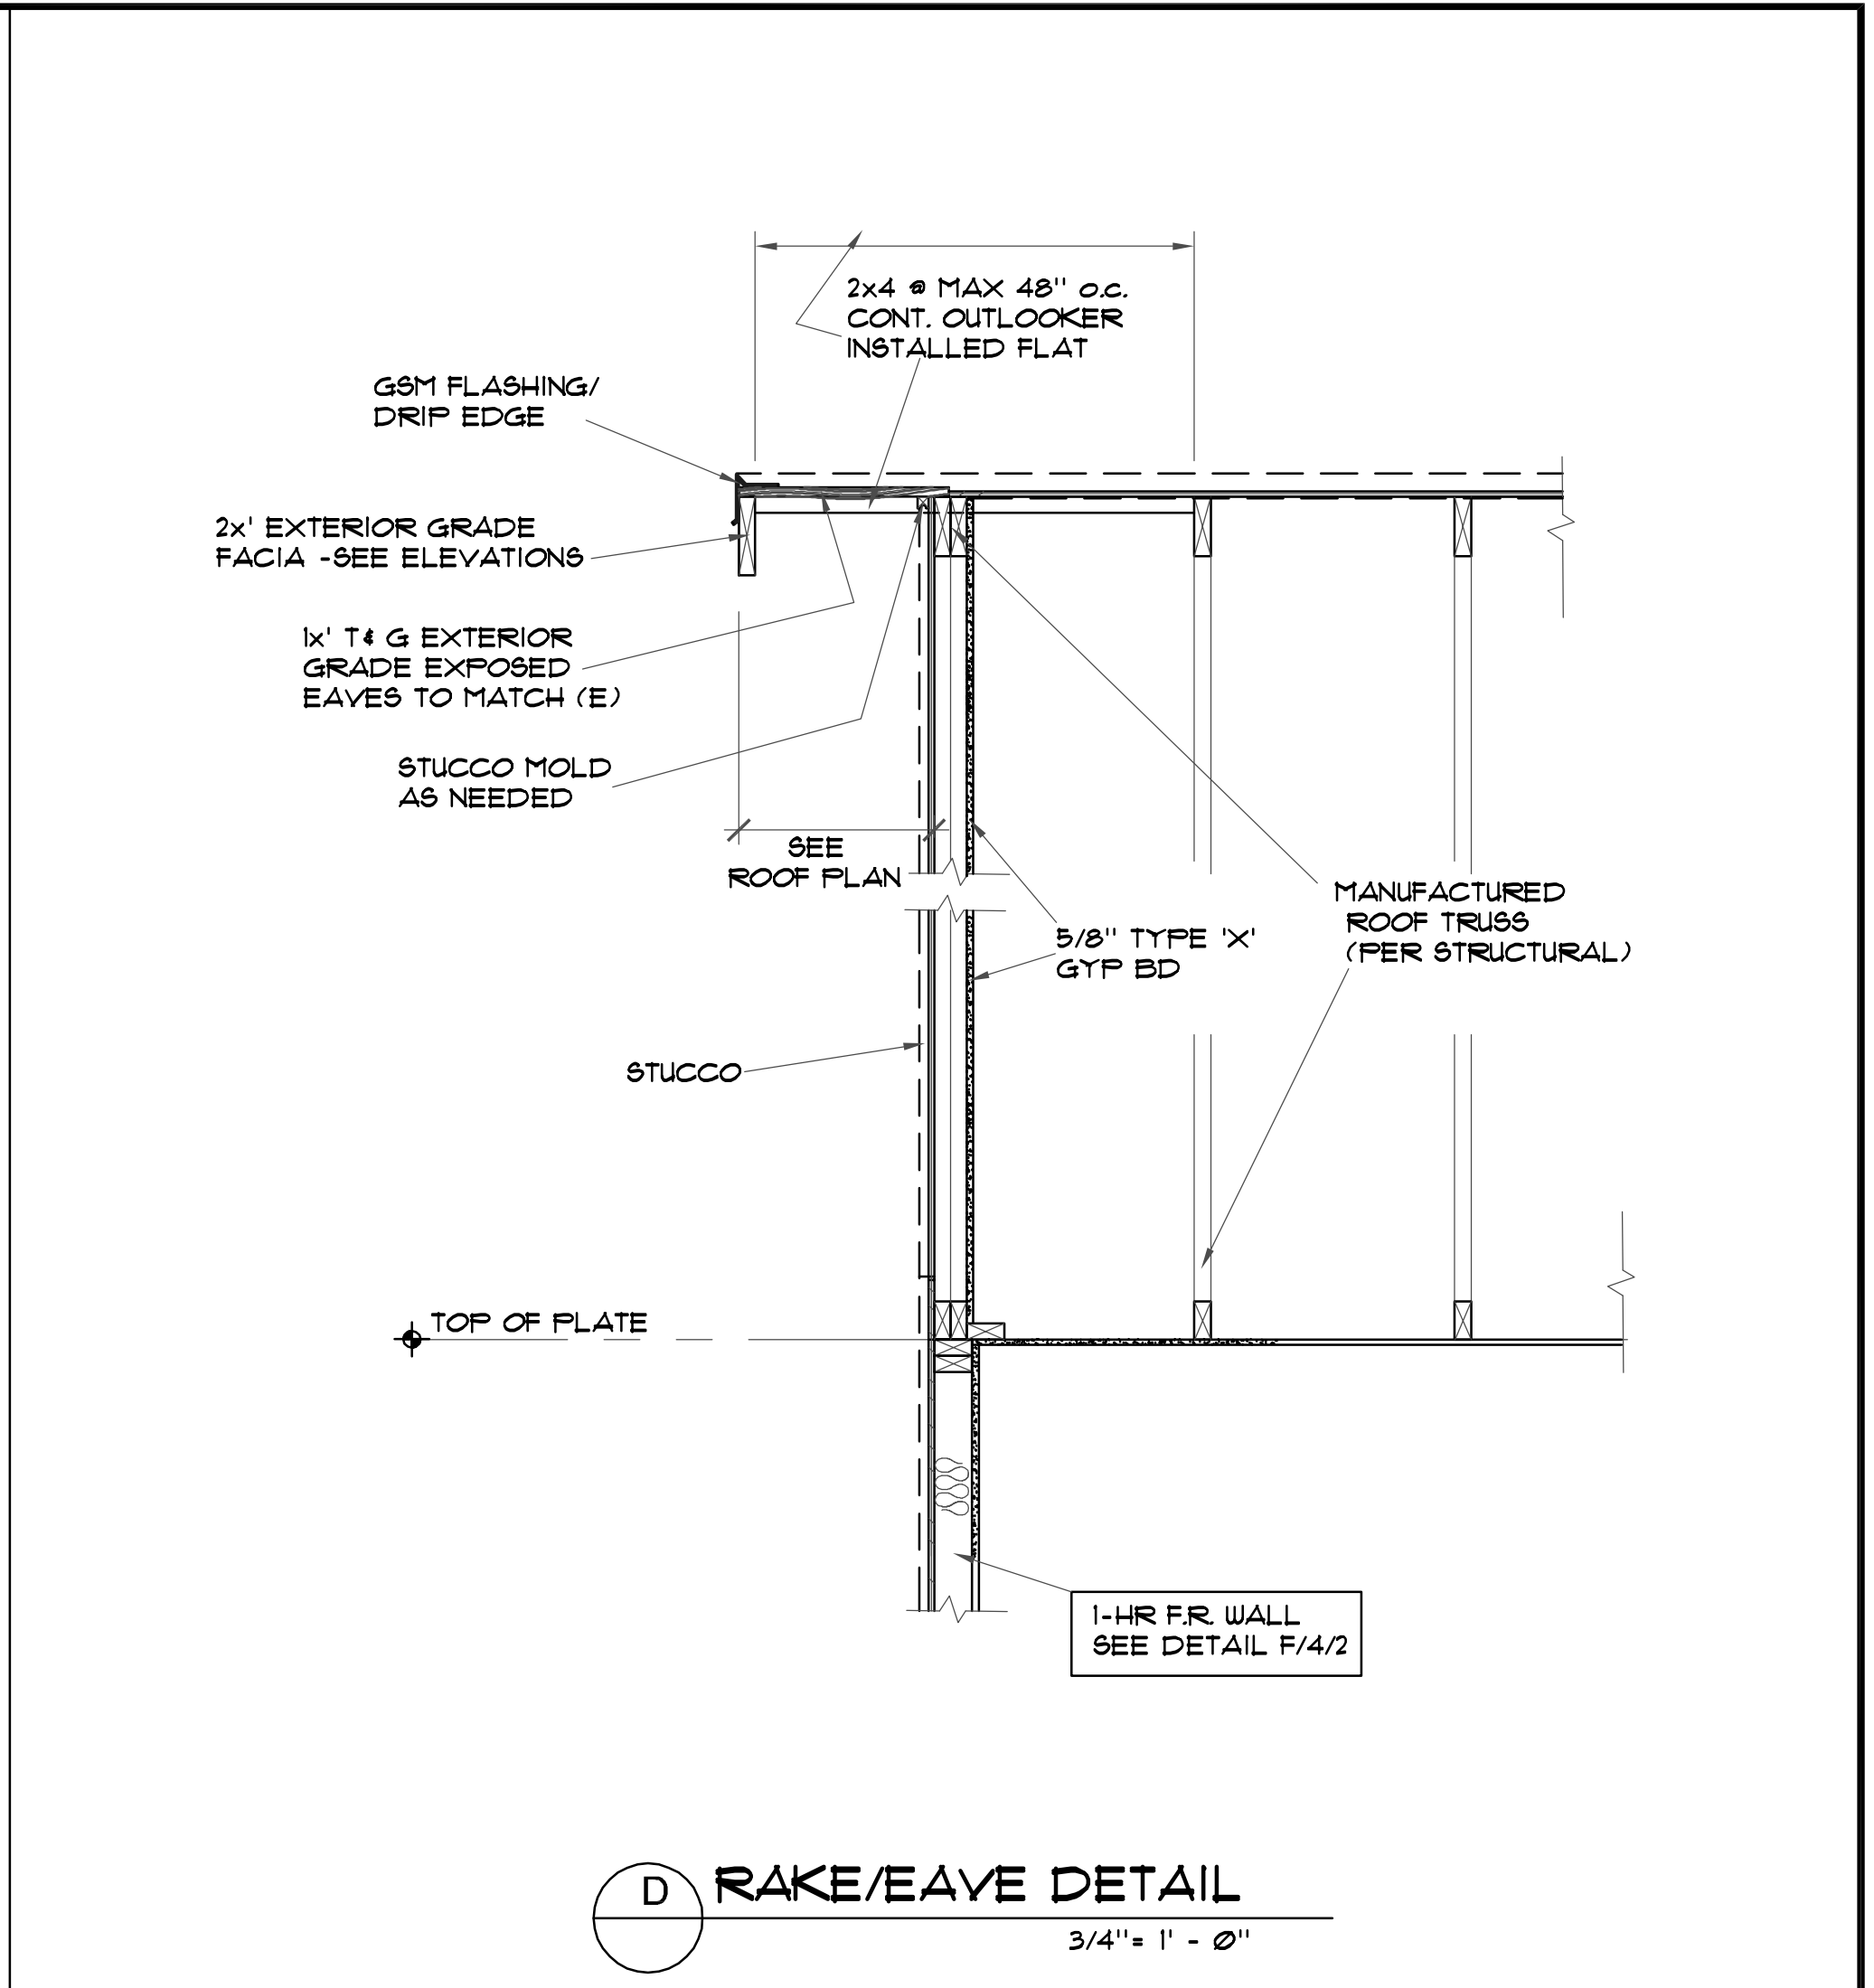 2x4 @ MAX 48" o.c.
CONT. OUTLOOKER
INSTALLED FLAT
GSM FLASHING/
DRIP EDGE
2x' EXTERIOR GRADE
FACIA -SEE ELEVATIONS
1x' T& G EXTERIOR
GRADE EXPOSED
EAVES TO MATCH (E)
STUCCO MOLD
AS NEEDED
SEE
ROOF PLAN
MANUFACTURED
ROOF TRUSS
(PER STRUCTURAL)
5/8" TYPE 'X'
GYP BD
STUCCO
TOP OF PLATE
1-HR F.R. WALL
SEE DETAIL F/4/2
D
RAKE/EAVE DETAIL
3/4"= 1' - Ø"